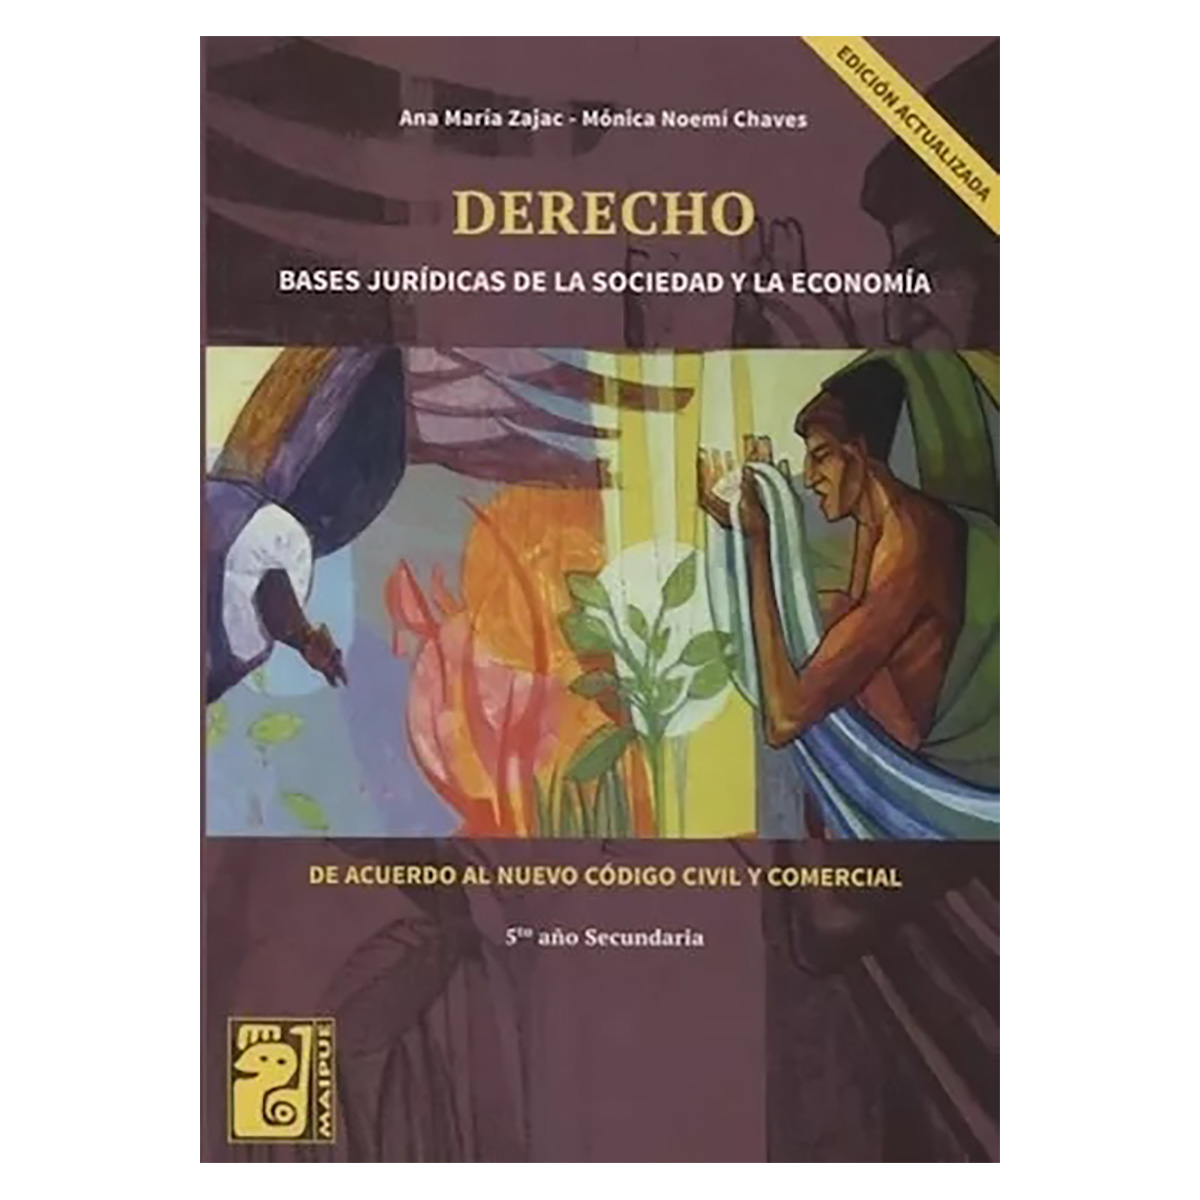 Ana María Zajac - Mónica Noemí Chaves
EDICIÓN ACTUALIZADA
DERECHO
BASES JURÍDICAS DE LA SOCIEDAD Y LA ECONOMÍA
DE ACUERDO AL NUEVO CÓDIGO CIVIL Y COMERCIAL
5to año Secundaria
MAIPUE